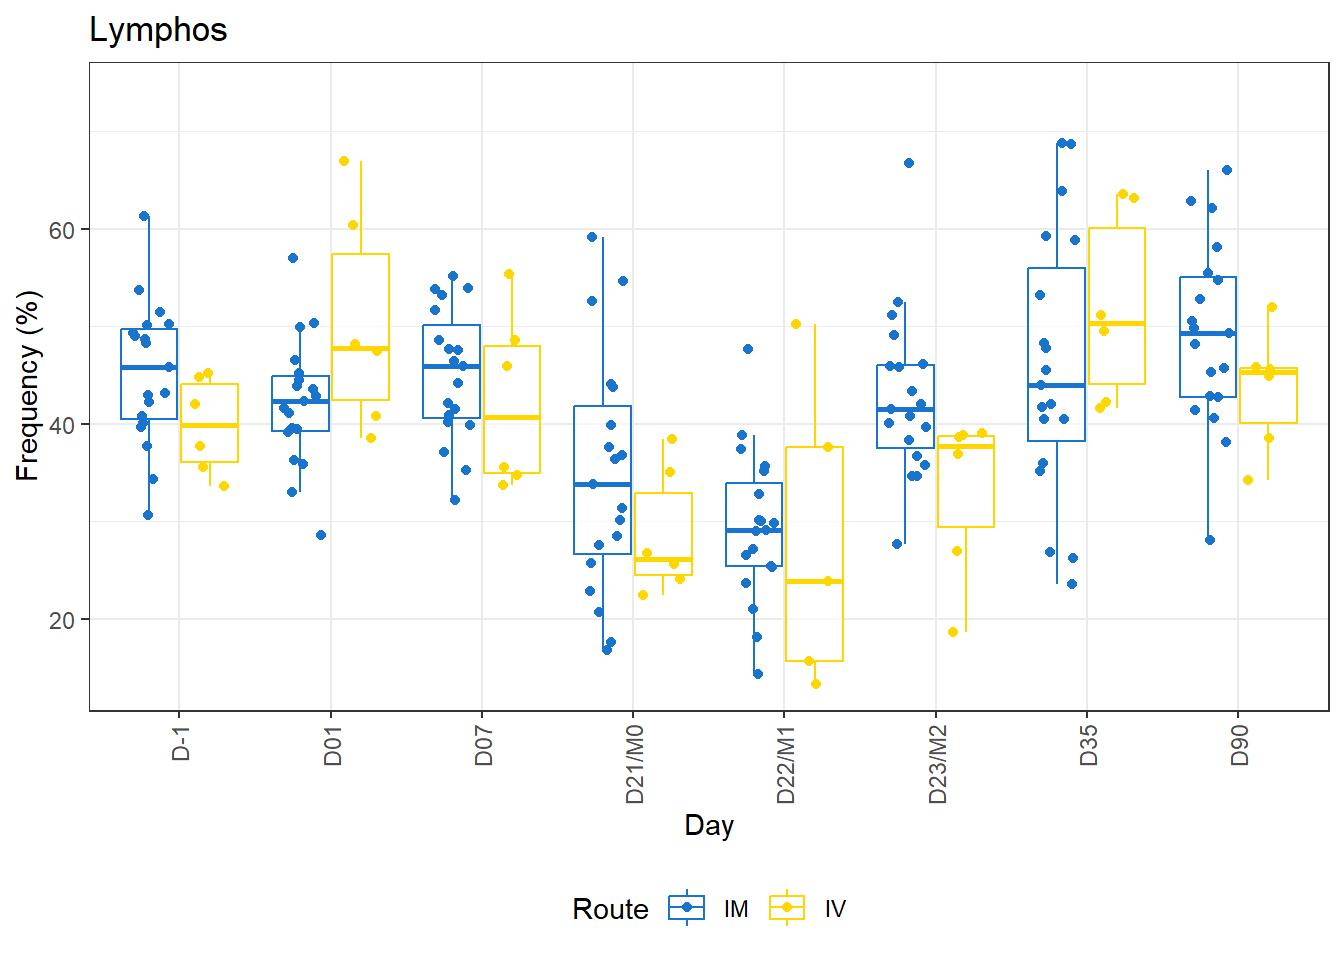 Lymphos
Frequency (%)
60
40
20
D-1
D01
D07
D21/M0
D22/M1
D23/M2
D35
D90
Day
Route IM IV